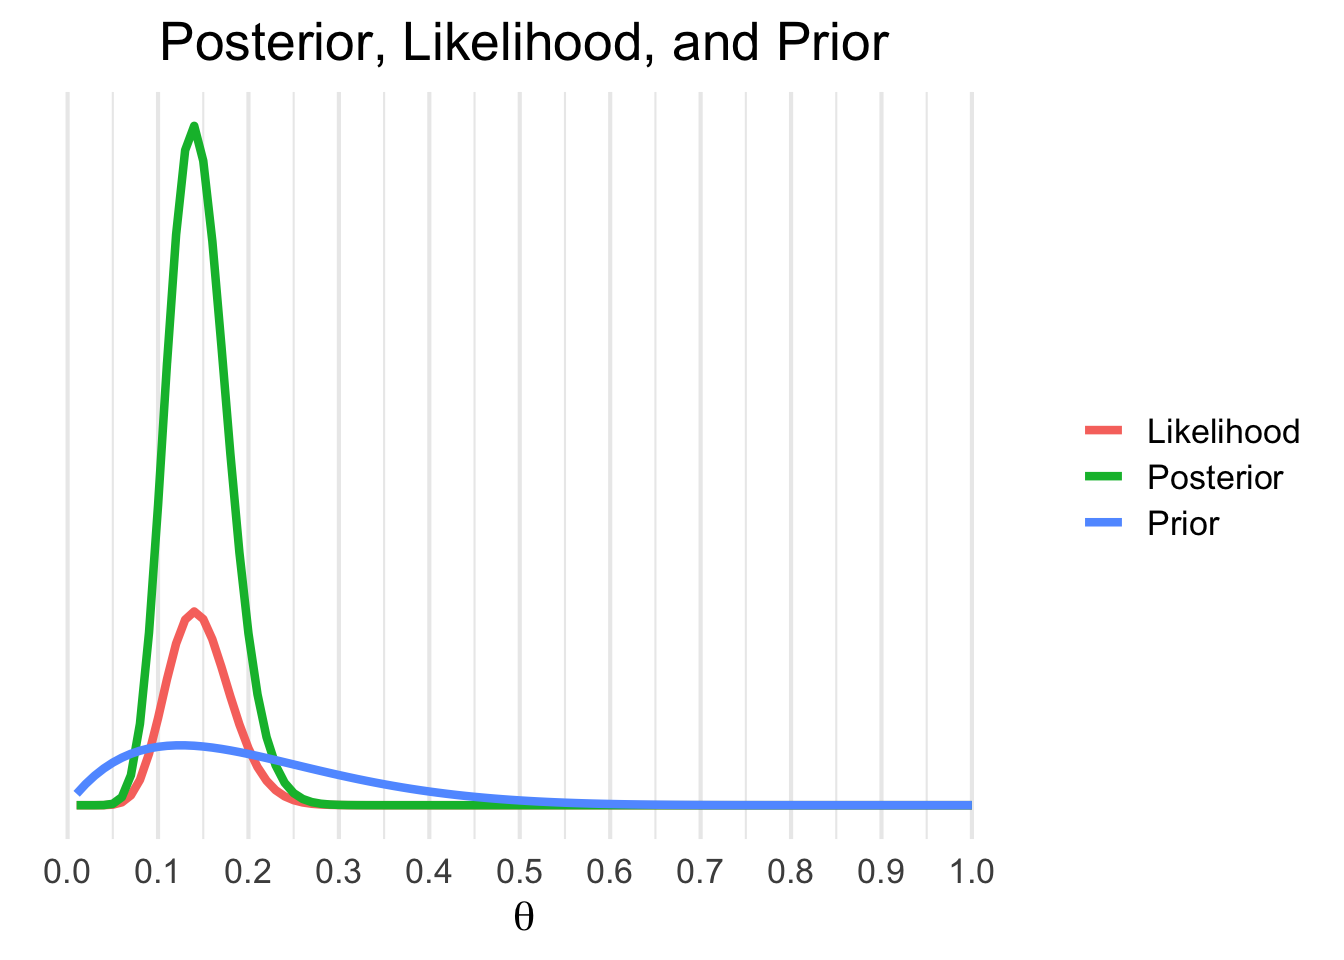 Posterior, Likelihood, and Prior
Likelihood
Posterior
Prior
0.0 0.1 0.2 0.3 0.4 0.5 0.6 0.7 0.8 0.9 1.0
θ